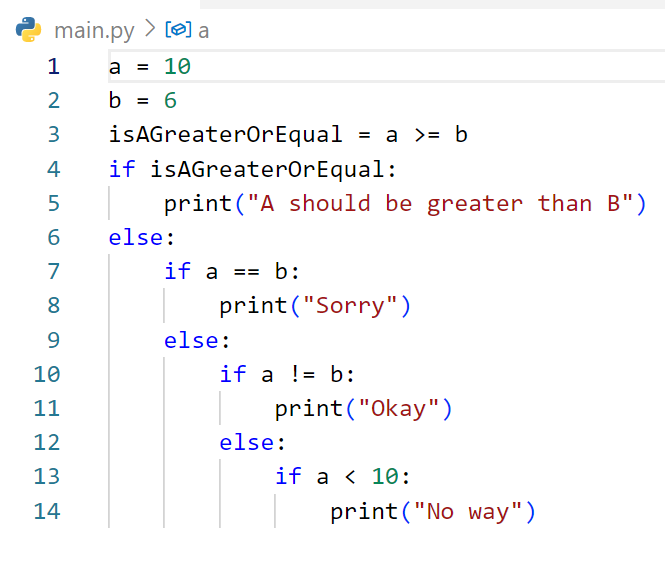 main.py > a
1 a = 10
2 b = 6
3 isAGreaterOrEqual = a >= b
4 if isAGreaterOrEqual:
5     print("A should be greater than B")
6 else:
7     if a == b:
8         print("Sorry")
9     else:
10         if a != b:
11             print("Okay")
12         else:
13             if a < 10:
14                 print("No way")